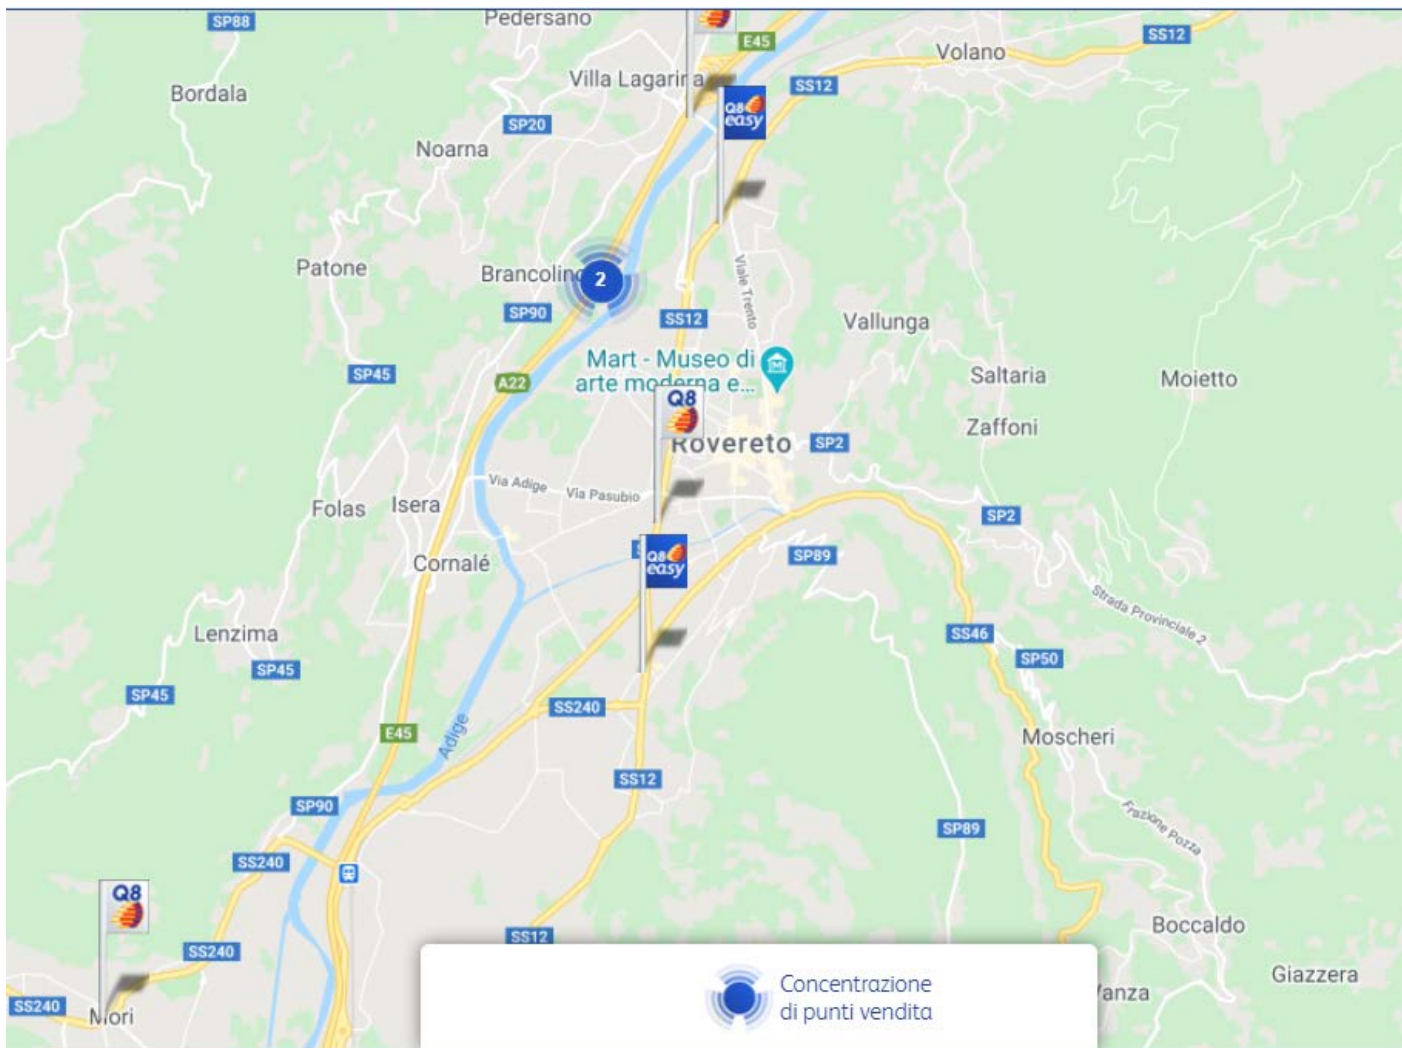 SP88
Pedersano
E45
SS12
Volano
Bordala
Villa Lagarina
SS12
Q8
easy
SP20
Noarna
Patone
Brancolino
2
SP90
Viale Trento
SS12
Vallunga
Mart - Museo di
arte moderna e...
SP45
A22
Saltaria
Moietto
Q8
Rovereto
SP2
Zaffoni
Via Adige
Via Pasubio
Folas
Isera
SP2
Cornalé
Q8
easy
SP89
Strada Provinciale 2
Lenzima
SS46
SP50
SP45
SP45
SS240
E45
Adige
Moscheri
SS12
SP90
Frazione Pozza
SP89
SS240
Q8
SS12
Boccaldo
SS240
Giazzera
SS240
Mori
Vanza
Concentrazione
di punti vendita